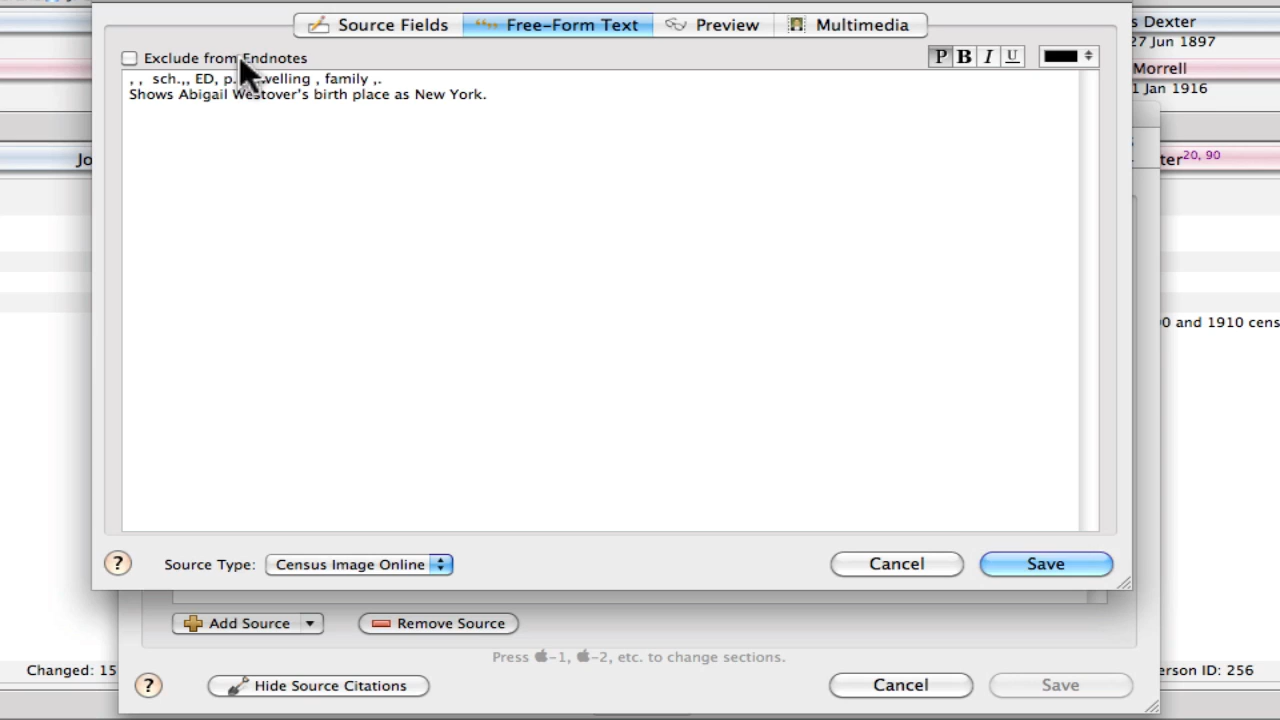 Source Fields
Free-Form Text
Preview
Multimedia
s Dexter
27 Jun 1897
Exclude from Endnotes
P B I U
Morrell
, , sch.,, ED, p. welling , family ,.
1 Jan 1916
Shows Abigail Westover's birth place as New York.
Jo
ter20, 90
0 and 1910 cens
? Source Type: Census Image Online
Cancel
Save
Add Source
Remove Source
Press -1, -2, etc. to change sections.
Changed: 15
erson ID: 256
? Hide Source Citations
Cancel
Save